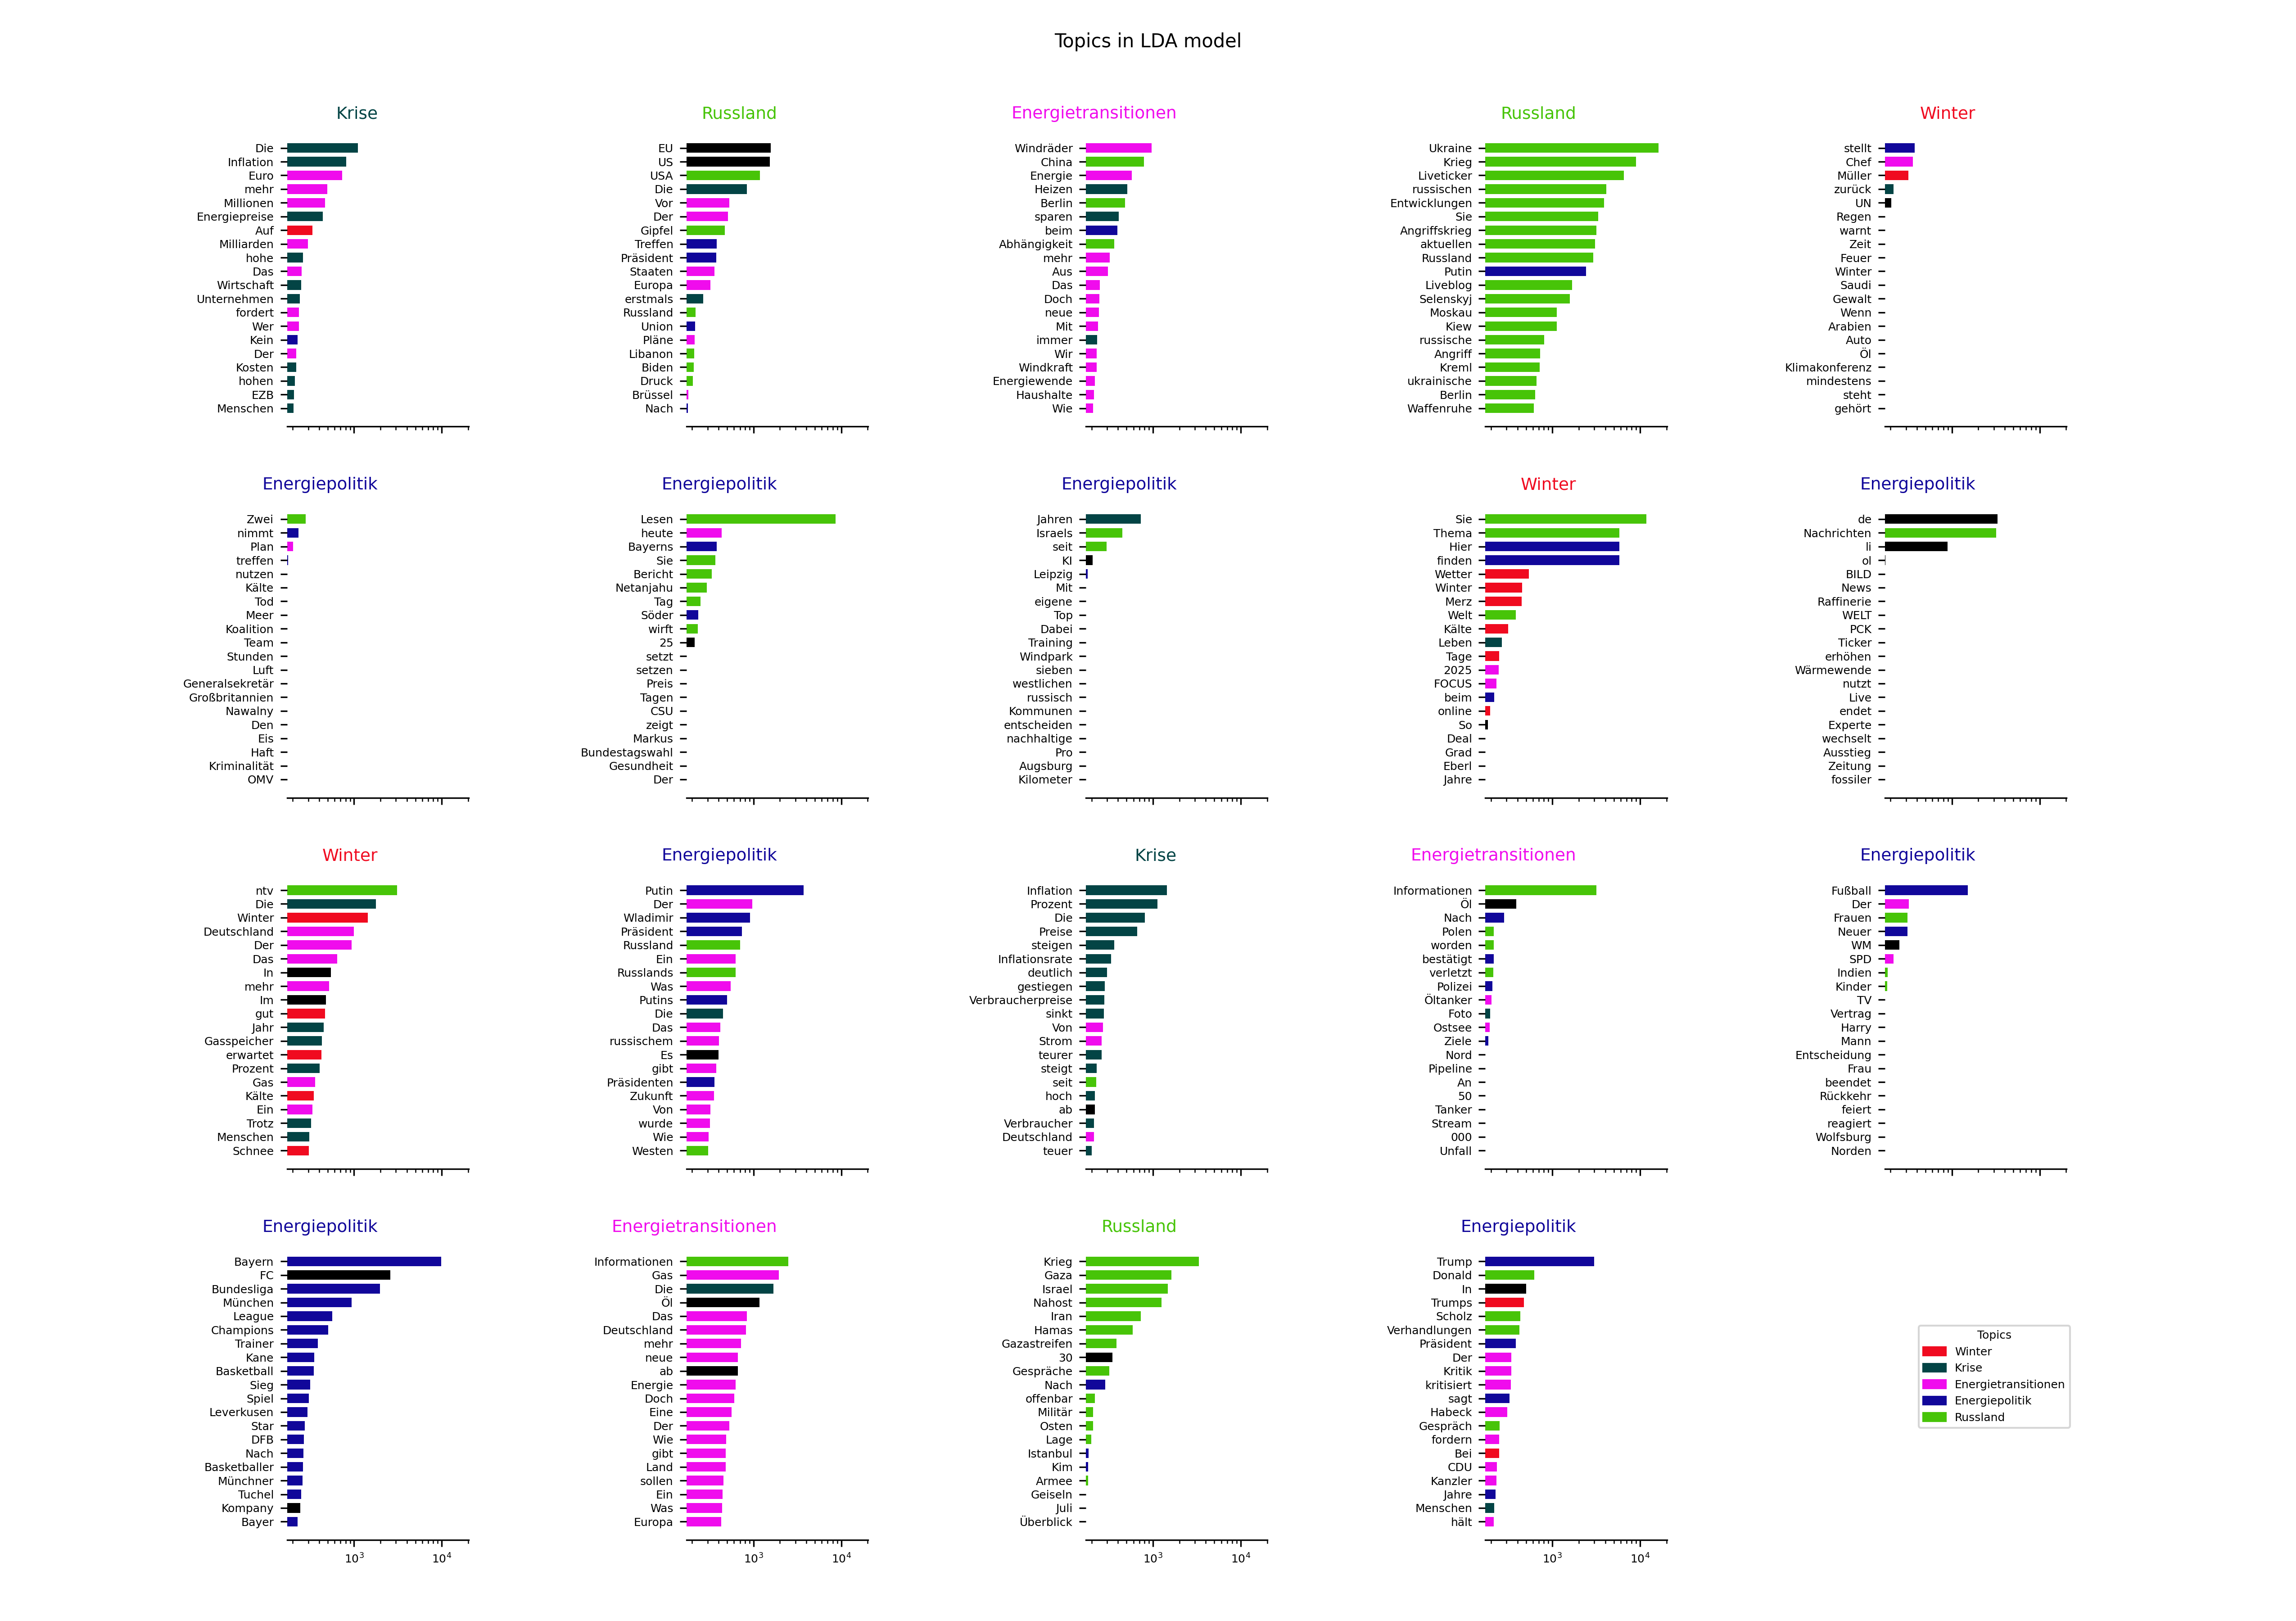 Topics in LDA model
Krise
Die
Inflation
Euro
mehr
Millionen
Energiepreise
Auf
Milliarden
hohe
Das
Wirtschaft
Unternehmen
fordert
Wer
Kein
Der
Kosten
hohen
EZB
Menschen
Russland
EU
US
USA
Die
Vor
Der
Gipfel
Treffen
Präsident
Staaten
Europa
erstmals
Russland
Union
Pläne
Libanon
Biden
Druck
Brüssel
Nach
Energietransitionen
Windräder
China
Energie
Heizen
Berlin
sparen
beim
Abhängigkeit
mehr
Aus
Das
Doch
neue
Mit
immer
Wir
Windkraft
Energiewende
Haushalte
Wie
Russland
Ukraine
Krieg
Liveticker
russischen
Entwicklungen
Sie
Angriffskrieg
aktuellen
Russland
Putin
Liveblog
Selenskyj
Moskau
Kiew
russische
Angriff
Kreml
ukrainische
Berlin
Waffenruhe
Winter
stellt
Chef
Müller
zurück
UN
Regen
warnt
Zeit
Feuer
Winter
Saudi
Gewalt
Wenn
Arabien
Auto
Öl
Klimakonferenz
mindestens
steht
gehört
Energiepolitik
Zwei
nimmt
Plan
treffen
nutzen
Kälte
Tod
Meer
Koalition
Team
Stunden
Luft
Generalsekretär
Großbritannien
Nawalny
Den
Eis
Haft
Kriminalität
OMV
Energiepolitik
Lesen
heute
Bayerns
Sie
Bericht
Netanjahu
Tag
Söder
wirft
25
setzt
setzen
Preis
Tagen
CSU
zeigt
Markus
Bundestagswahl
Gesundheit
Der
Energiepolitik
Jahren
Israels
seit
KI
Leipzig
Mit
eigene
Top
Dabei
Training
Windpark
sieben
westlichen
russisch
Kommunen
entscheiden
nachhaltige
Pro
Augsburg
Kilometer
Winter
Sie
Thema
Hier
finden
Wetter
Winter
Merz
Welt
Kälte
Leben
Tage
2025
FOCUS
beim
online
So
Deal
Grad
Eberl
Jahre
Energiepolitik
de
Nachrichten
li
ol
BILD
News
Raffinerie
WELT
PCK
Ticker
erhöhen
Wärmewende
nutzt
Live
endet
Experte
wechselt
Ausstieg
Zeitung
fossiler
Winter
ntv
Die
Winter
Deutschland
Der
Das
In
mehr
Im
gut
Jahr
Gasspeicher
erwartet
Prozent
Gas
Kälte
Ein
Trotz
Menschen
Schnee
Energiepolitik
Putin
Der
Wladimir
Präsident
Russland
Ein
Russlands
Was
Putins
Die
Das
russischem
Es
gibt
Präsidenten
Zukunft
Von
wurde
Wie
Westen
Krise
Inflation
Prozent
Die
Preise
steigen
Inflationsrate
deutlich
gestiegen
Verbraucherpreise
sinkt
Von
Strom
teurer
steigt
seit
hoch
ab
Verbraucher
Deutschland
teuer
Energietransitionen
Informationen
Öl
Nach
Polen
worden
bestätigt
verletzt
Polizei
Öltanker
Foto
Ostsee
Ziele
Nord
Pipeline
An
50
Tanker
Stream
000
Unfall
Energiepolitik
Fußball
Der
Frauen
Neuer
WM
SPD
Indien
Kinder
TV
Vertrag
Harry
Mann
Entscheidung
Frau
beendet
Rückkehr
feiert
reagiert
Wolfsburg
Norden
Energiepolitik
Bayern
FC
Bundesliga
München
League
Champions
Trainer
Kane
Basketball
Sieg
Spiel
Leverkusen
Star
DFB
Nach
Basketballer
Münchner
Tuchel
Kompany
Bayer
10³ 10⁴
Energietransitionen
Informationen
Gas
Die
Öl
Das
Deutschland
mehr
neue
ab
Energie
Doch
Eine
Der
Wie
gibt
Land
sollen
Ein
Was
Europa
10³ 10⁴
Russland
Krieg
Gaza
Israel
Nahost
Iran
Hamas
Gazastreifen
30
Gespräche
Nach
offenbar
Militär
Osten
Lage
Istanbul
Kim
Armee
Geiseln
Juli
Überblick
10³ 10⁴
Energiepolitik
Trump
Donald
In
Trumps
Scholz
Verhandlungen
Präsident
Der
Kritik
kritisiert
sagt
Habeck
Gespräch
fordern
Bei
CDU
Kanzler
Jahre
Menschen
hält
10³ 10⁴
Topics
Winter
Krise
Energietransitionen
Energiepolitik
Russland